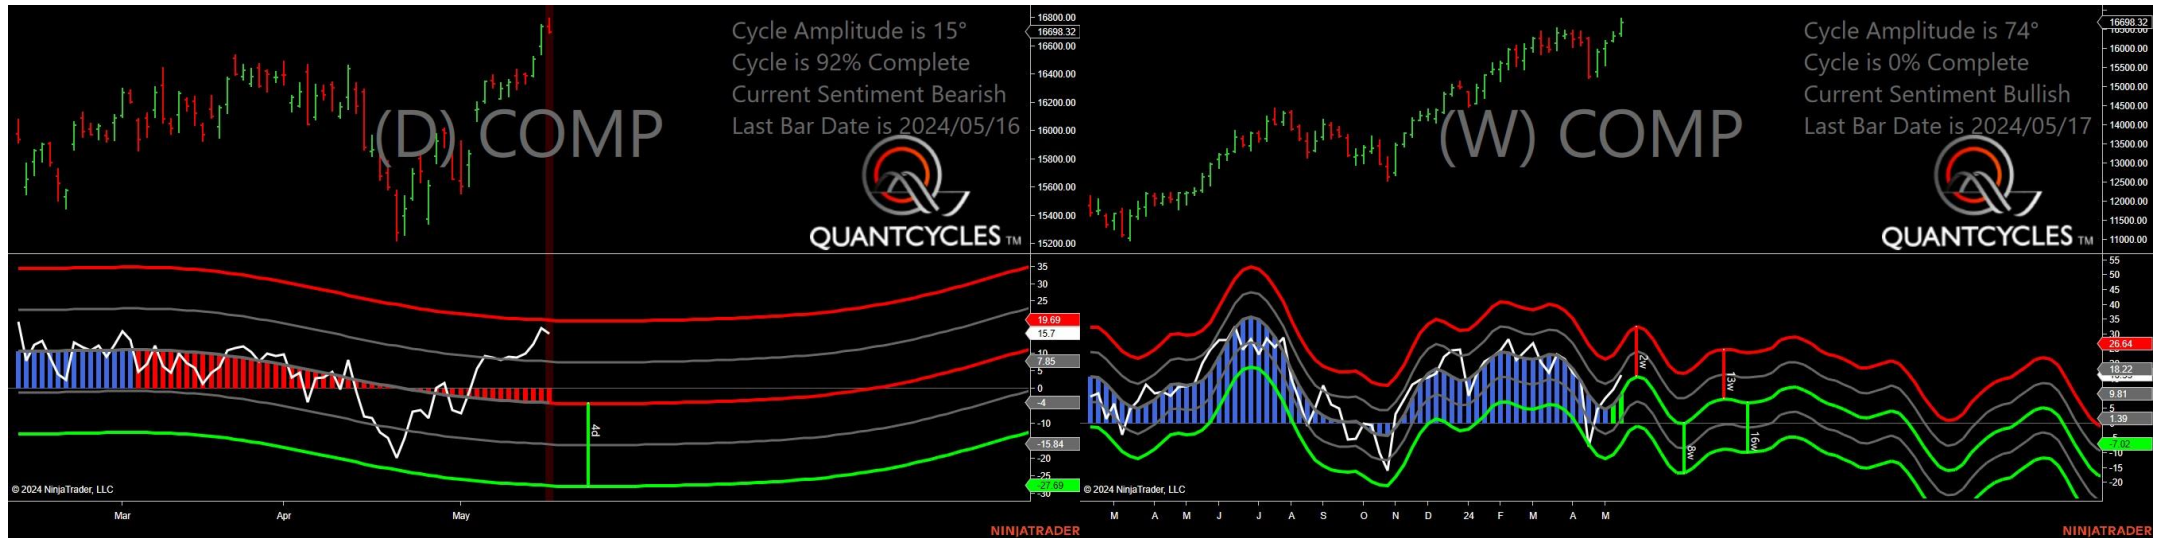 Cycle Amplitude is 15°
Cycle is 92% Complete
Current Sentiment Bearish
Last Bar Date is 2024/05/16
(D) COMP
QUANTCYCLES TM
16800.00
16698.32
16600.00
16400.00
16200.00
16000.00
15800.00
15600.00
15400.00
15200.00
35
30
25
19.69
15.7
10
7.85
5
0
-4
-10
-15.84
-20
-27.69
-30
4d
© 2024 NinjaTrader, LLC
Mar
Apr
May
NINJATRADER
Cycle Amplitude is 74°
Cycle is 0% Complete
Current Sentiment Bullish
Last Bar Date is 2024/05/17
(W) COMP
QUANTCYCLES TM
16698.32
16500.00
16000.00
15500.00
15000.00
14500.00
14000.00
13500.00
13000.00
12500.00
12000.00
11500.00
11000.00
55
50
45
40
35
30
26.64
18.22
9.81
5
1.39
-7.02
-10
-15
-20
2w
13w
8w
16w
© 2024 NinjaTrader, LLC
M
A
M
J
J
A
S
O
N
D
24
F
M
A
M
NINJATRADER